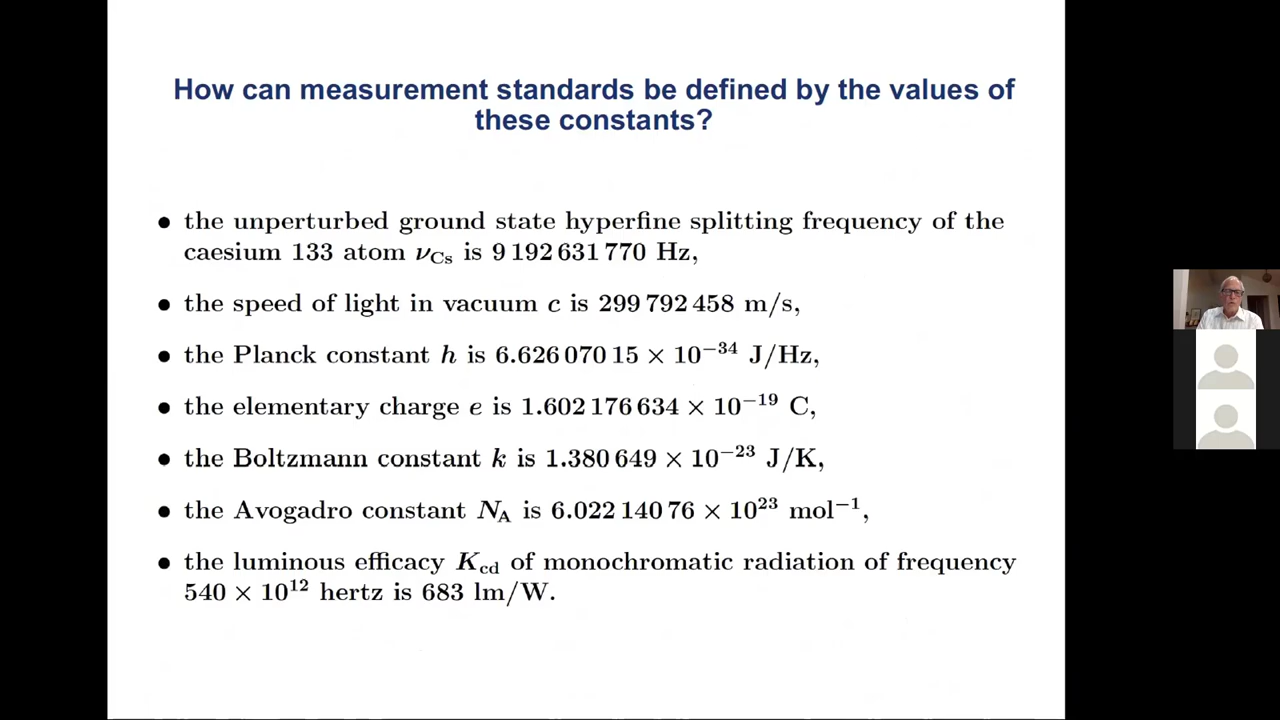 How can measurement standards be defined by the values of
these constants?
• the unperturbed ground state hyperfine splitting frequency of the
caesium 133 atom ν_Cs is 9 192 631 770 Hz,
• the speed of light in vacuum c is 299 792 458 m/s,
• the Planck constant h is 6.626 070 15 × 10⁻³⁴ J/Hz,
• the elementary charge e is 1.602 176 634 × 10⁻¹⁹ C,
• the Boltzmann constant k is 1.380 649 × 10⁻²³ J/K,
• the Avogadro constant N_A is 6.022 140 76 × 10²³ mol⁻¹,
• the luminous efficacy K_cd of monochromatic radiation of frequency
540 × 10¹² hertz is 683 lm/W.